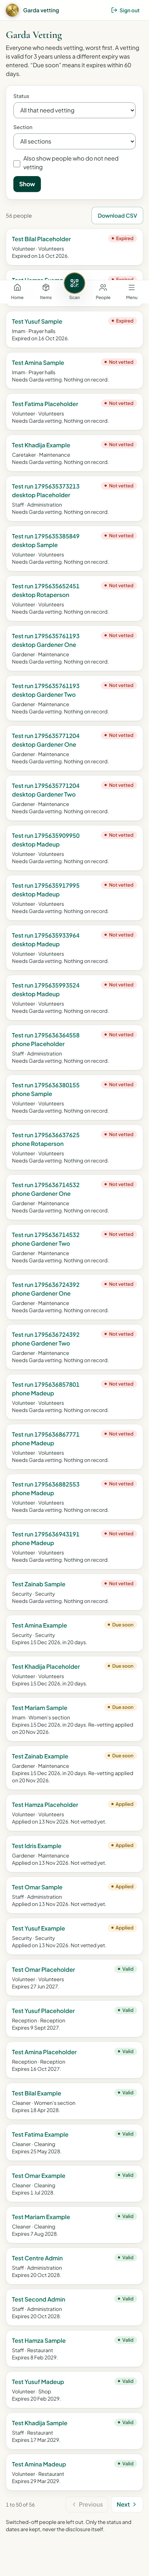 Garda vetting
Sign out
Garda Vetting
Everyone needs vetting, worst first. A vetting
is valid for 3 years unless a different expiry was
entered. "Due soon" means it expires within 60
days.
Status
All that need vetting
Section
All sections
Also show people who do not need
vetting
Show
56 people
Download CSV
Test Bilal Placeholder
Expired
Volunteer · Volunteers
Expired on 16 Oct 2026.
Home
Items
Scan
People
Menu
Test Yusuf Sample
Expired
Imam · Prayer halls
Expired on 16 Oct 2026.
Test Amina Sample
Not vetted
Imam · Prayer halls
Needs Garda vetting. Nothing on record.
Test Fatima Placeholder
Not vetted
Volunteer · Volunteers
Needs Garda vetting. Nothing on record.
Test Khadija Example
Not vetted
Caretaker · Maintenance
Needs Garda vetting. Nothing on record.
Test run 1795635373213
desktop Placeholder
Not vetted
Staff · Administration
Needs Garda vetting. Nothing on record.
Test run 1795635385849
desktop Sample
Not vetted
Volunteer · Volunteers
Needs Garda vetting. Nothing on record.
Test run 1795635652451
desktop Rotaperson
Not vetted
Volunteer · Volunteers
Needs Garda vetting. Nothing on record.
Test run 1795635761193
desktop Gardener One
Not vetted
Gardener · Maintenance
Needs Garda vetting. Nothing on record.
Test run 1795635761193
desktop Gardener Two
Not vetted
Gardener · Maintenance
Needs Garda vetting. Nothing on record.
Test run 1795635771204
desktop Gardener One
Not vetted
Gardener · Maintenance
Needs Garda vetting. Nothing on record.
Test run 1795635771204
desktop Gardener Two
Not vetted
Gardener · Maintenance
Needs Garda vetting. Nothing on record.
Test run 1795635909950
desktop Madeup
Not vetted
Volunteer · Volunteers
Needs Garda vetting. Nothing on record.
Test run 1795635917995
desktop Madeup
Not vetted
Volunteer · Volunteers
Needs Garda vetting. Nothing on record.
Test run 1795635933964
desktop Madeup
Not vetted
Volunteer · Volunteers
Needs Garda vetting. Nothing on record.
Test run 1795635993524
desktop Madeup
Not vetted
Volunteer · Volunteers
Needs Garda vetting. Nothing on record.
Test run 1795636364558
phone Placeholder
Not vetted
Staff · Administration
Needs Garda vetting. Nothing on record.
Test run 1795636380155
phone Sample
Not vetted
Volunteer · Volunteers
Needs Garda vetting. Nothing on record.
Test run 1795636637625
phone Rotaperson
Not vetted
Volunteer · Volunteers
Needs Garda vetting. Nothing on record.
Test run 1795636714532
phone Gardener One
Not vetted
Gardener · Maintenance
Needs Garda vetting. Nothing on record.
Test run 1795636714532
phone Gardener Two
Not vetted
Gardener · Maintenance
Needs Garda vetting. Nothing on record.
Test run 1795636724392
phone Gardener One
Not vetted
Gardener · Maintenance
Needs Garda vetting. Nothing on record.
Test run 1795636724392
phone Gardener Two
Not vetted
Gardener · Maintenance
Needs Garda vetting. Nothing on record.
Test run 1795636857801
phone Madeup
Not vetted
Volunteer · Volunteers
Needs Garda vetting. Nothing on record.
Test run 1795636867771
phone Madeup
Not vetted
Volunteer · Volunteers
Needs Garda vetting. Nothing on record.
Test run 1795636882553
phone Madeup
Not vetted
Volunteer · Volunteers
Needs Garda vetting. Nothing on record.
Test run 1795636943191
phone Madeup
Not vetted
Volunteer · Volunteers
Needs Garda vetting. Nothing on record.
Test Zainab Sample
Not vetted
Security · Security
Needs Garda vetting. Nothing on record.
Test Amina Example
Due soon
Security · Security
Expires 15 Dec 2026, in 20 days.
Test Khadija Placeholder
Due soon
Volunteer · Volunteers
Expires 15 Dec 2026, in 20 days.
Test Mariam Sample
Due soon
Imam · Women's section
Expires 15 Dec 2026, in 20 days. Re-vetting applied
on 20 Nov 2026.
Test Zainab Example
Due soon
Gardener · Maintenance
Expires 15 Dec 2026, in 20 days. Re-vetting applied
on 20 Nov 2026.
Test Hamza Placeholder
Applied
Volunteer · Volunteers
Applied on 13 Nov 2026. Not vetted yet.
Test Idris Example
Applied
Gardener · Maintenance
Applied on 13 Nov 2026. Not vetted yet.
Test Omar Sample
Applied
Staff · Administration
Applied on 13 Nov 2026. Not vetted yet.
Test Yusuf Example
Applied
Security · Security
Applied on 13 Nov 2026. Not vetted yet.
Test Omar Placeholder
Valid
Volunteer · Volunteers
Expires 27 Jun 2027.
Test Yusuf Placeholder
Valid
Reception · Reception
Expires 9 Sept 2027.
Test Amina Placeholder
Valid
Reception · Reception
Expires 16 Oct 2027.
Test Bilal Example
Valid
Cleaner · Women's section
Expires 18 Apr 2028.
Test Fatima Example
Valid
Cleaner · Cleaning
Expires 25 May 2028.
Test Omar Example
Valid
Cleaner · Cleaning
Expires 1 Jul 2028.
Test Mariam Example
Valid
Cleaner · Cleaning
Expires 7 Aug 2028.
Test Centre Admin
Valid
Staff · Administration
Expires 20 Oct 2028.
Test Second Admin
Valid
Staff · Administration
Expires 20 Oct 2028.
Test Hamza Sample
Valid
Staff · Restaurant
Expires 8 Feb 2029.
Test Yusuf Madeup
Valid
Volunteer · Shop
Expires 20 Feb 2029.
Test Khadija Sample
Valid
Staff · Restaurant
Expires 17 Mar 2029.
Test Amina Madeup
Valid
Volunteer · Restaurant
Expires 29 Mar 2029.
1 to 50 of 56
Previous
Next
Switched-off people are left out. Only the status and
dates are kept, never the disclosure itself.